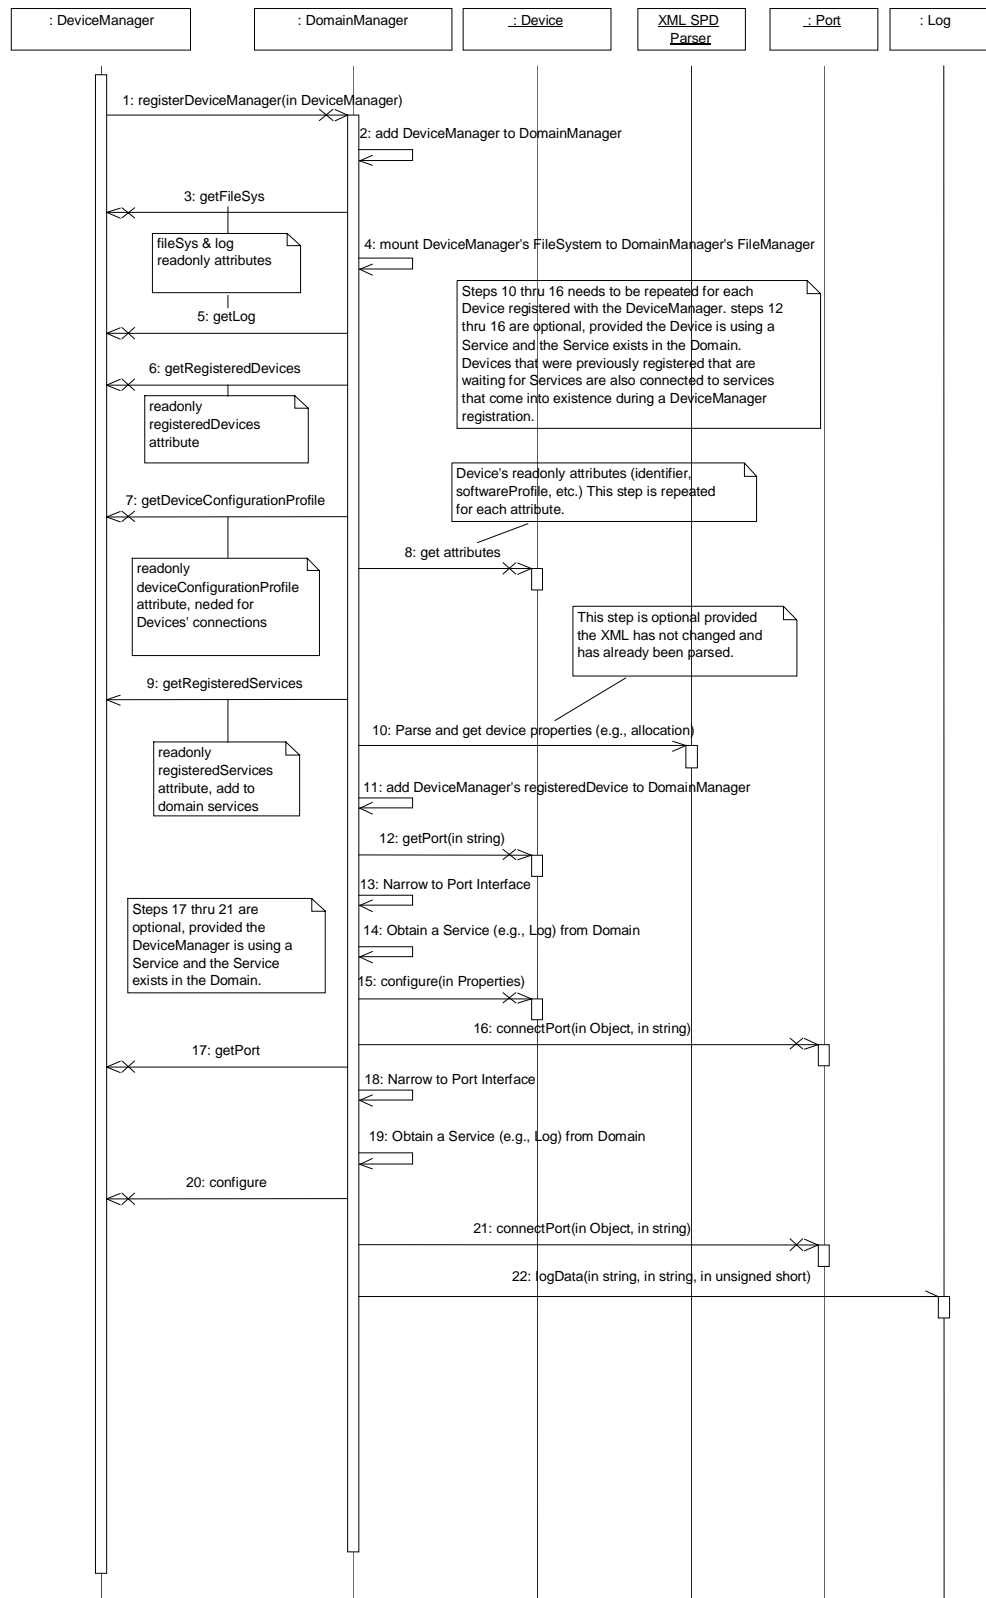 : DeviceManager
: DomainManager
: Device
XML SPD
Parser
: Port
: Log
1: registerDeviceManager(in DeviceManager)
2: add DeviceManager to DomainManager
3: getFileSys
fileSys & log
readonly attributes
4: mount DeviceManager's FileSystem to DomainManager's FileManager
Steps 10 thru 16 needs to be repeated for each
Device registered with the DeviceManager. steps 12
thru 16 are optional, provided the Device is using a
Service and the Service exists in the Domain.
Devices that were previously registered that are
waiting for Services are also connected to services
that come into existence during a DeviceManager
registration.
5: getLog
6: getRegisteredDevices
readonly
registeredDevices
attribute
Device's readonly attributes (identifier,
softwareProfile, etc.) This step is repeated
for each attribute.
7: getDeviceConfigurationProfile
8: get attributes
readonly
deviceConfigurationProfile
attribute, neded for
Devices' connections
This step is optional provided
the XML has not changed and
has already been parsed.
9: getRegisteredServices
10: Parse and get device properties (e.g., allocation)
readonly
registeredServices
attribute, add to
domain services
11: add DeviceManager's registeredDevice to DomainManager
12: getPort(in string)
13: Narrow to Port Interface
Steps 17 thru 21 are
optional, provided the
DeviceManager is using a
Service and the Service
exists in the Domain.
14: Obtain a Service (e.g., Log) from Domain
15: configure(in Properties)
16: connectPort(in Object, in string)
17: getPort
18: Narrow to Port Interface
19: Obtain a Service (e.g., Log) from Domain
20: configure
21: connectPort(in Object, in string)
22: logData(in string, in string, in unsigned short)